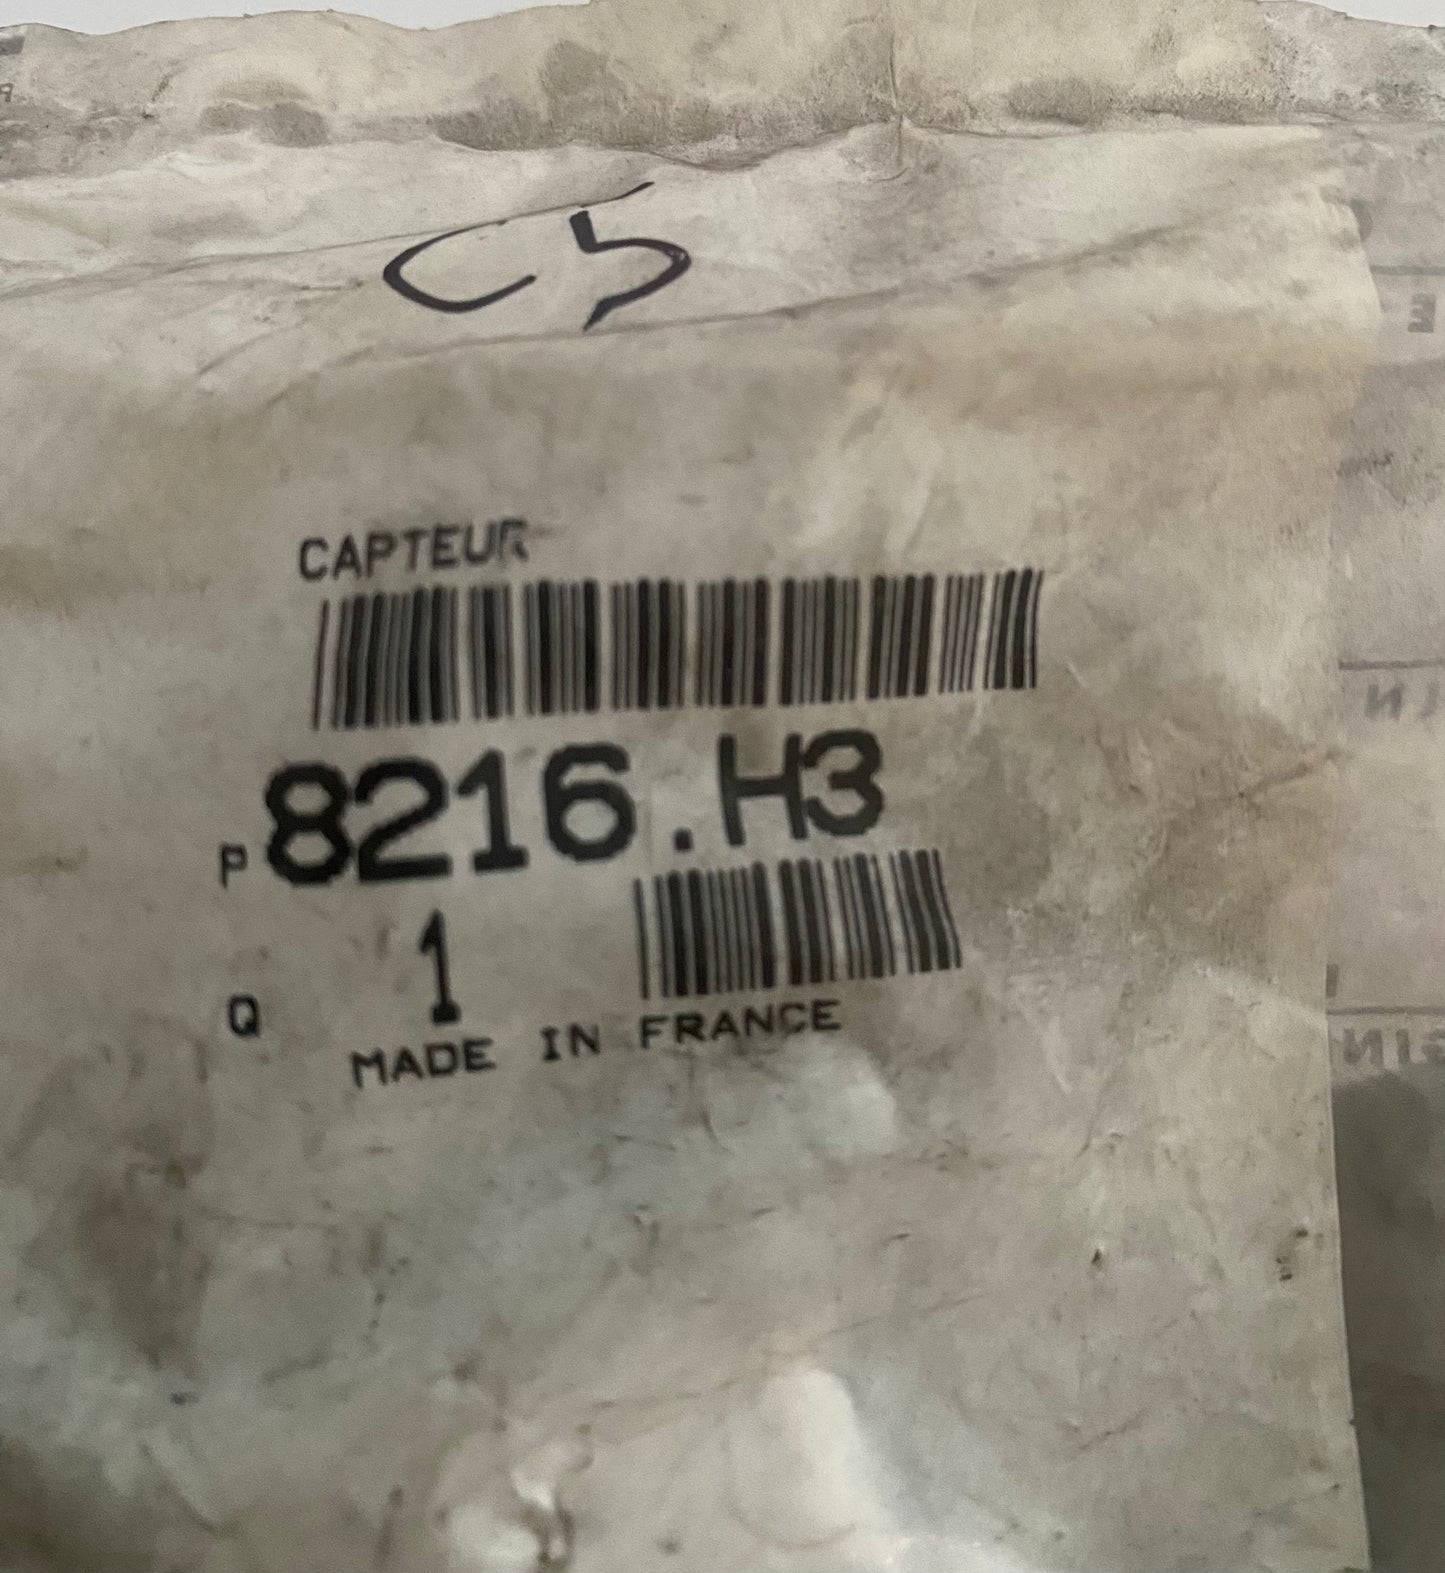 C5
CAPTEUR
P 8216.H3
Q 1
MADE IN FRANCE